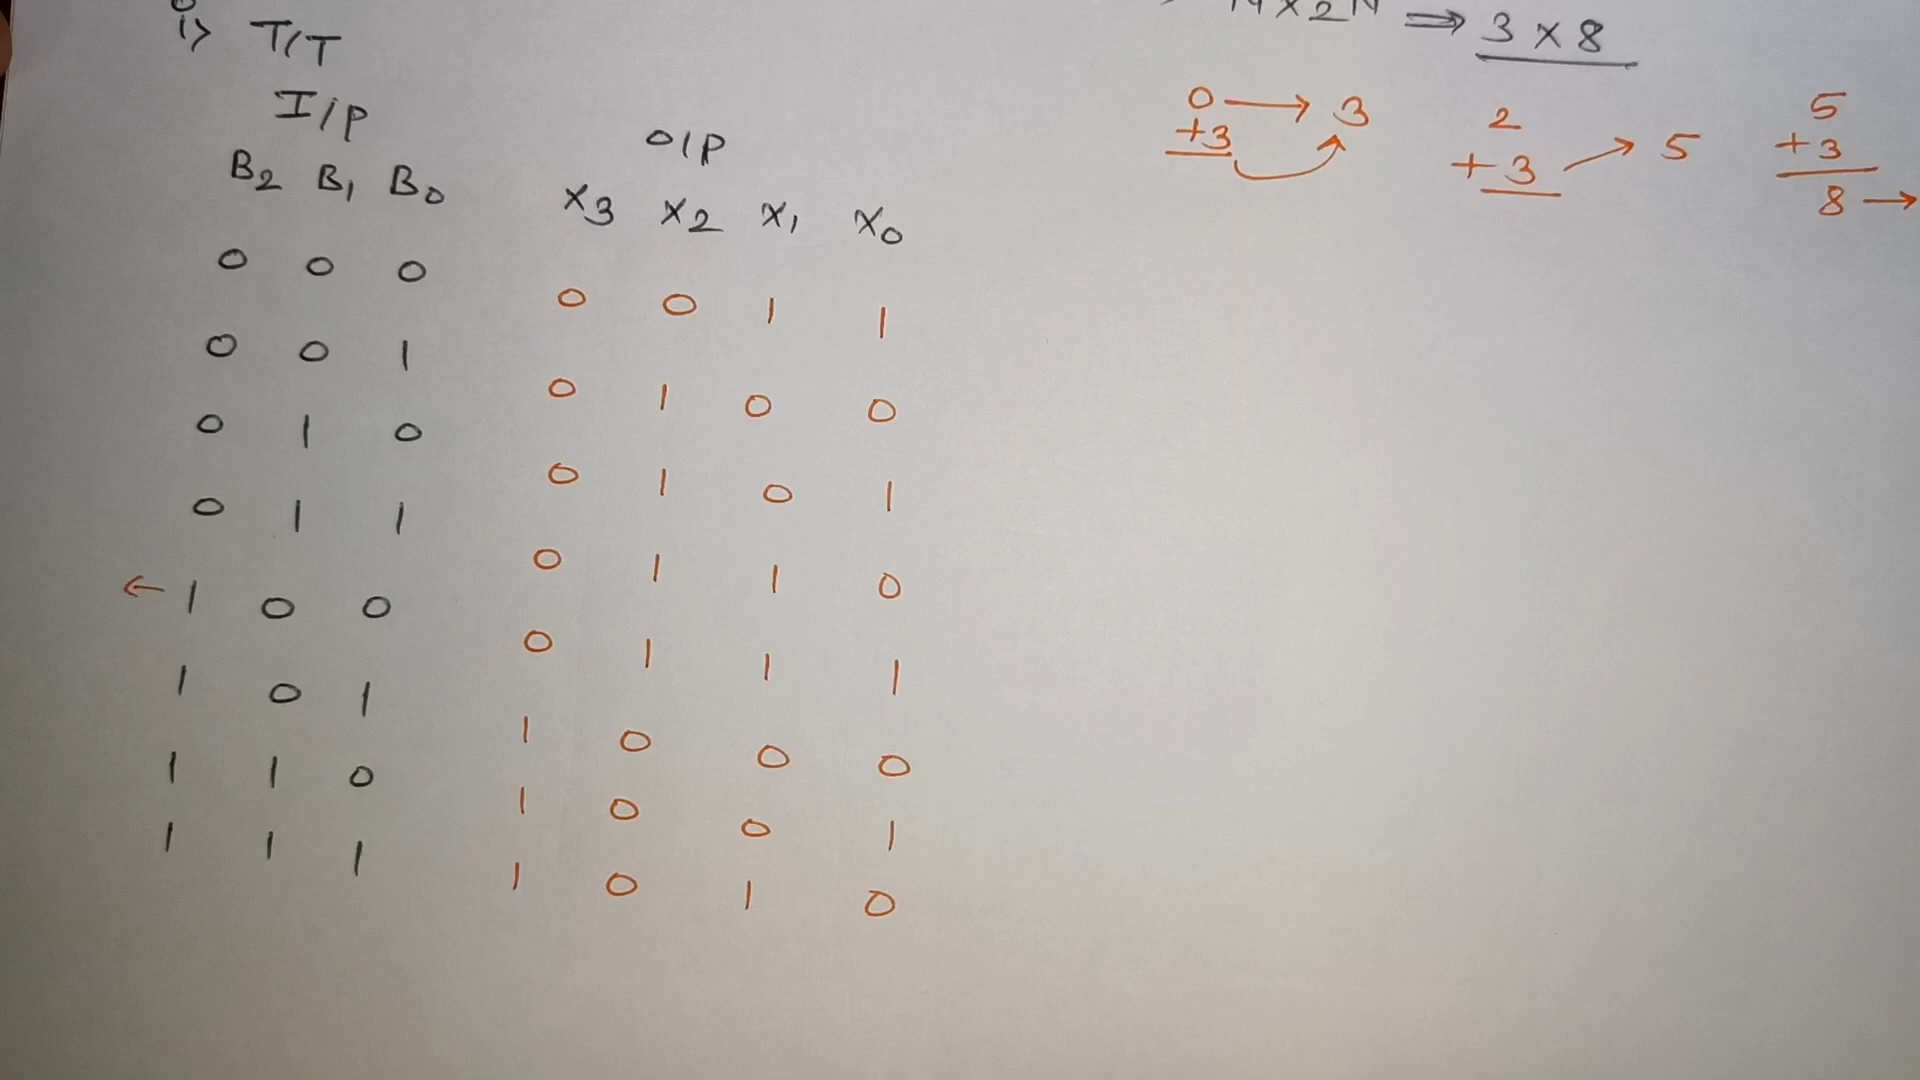 i> T/T
N x 2^N ⇒ 3 x 8
I/P
O/P
B2 B1 B0
X3 X2 X1 X0
0 → 3
+3
2
+3 → 5
5
+3
8 →
0 0 0
0 0 1 1
0 0 1
0 1 0 0
0 1 0
0 1 0 1
0 1 1
0 1 1 0
← 1 0 0
0 1 1 1
1 0 1
1 0 0 0
1 1 0
1 0 0 1
1 1 1
1 0 1 0